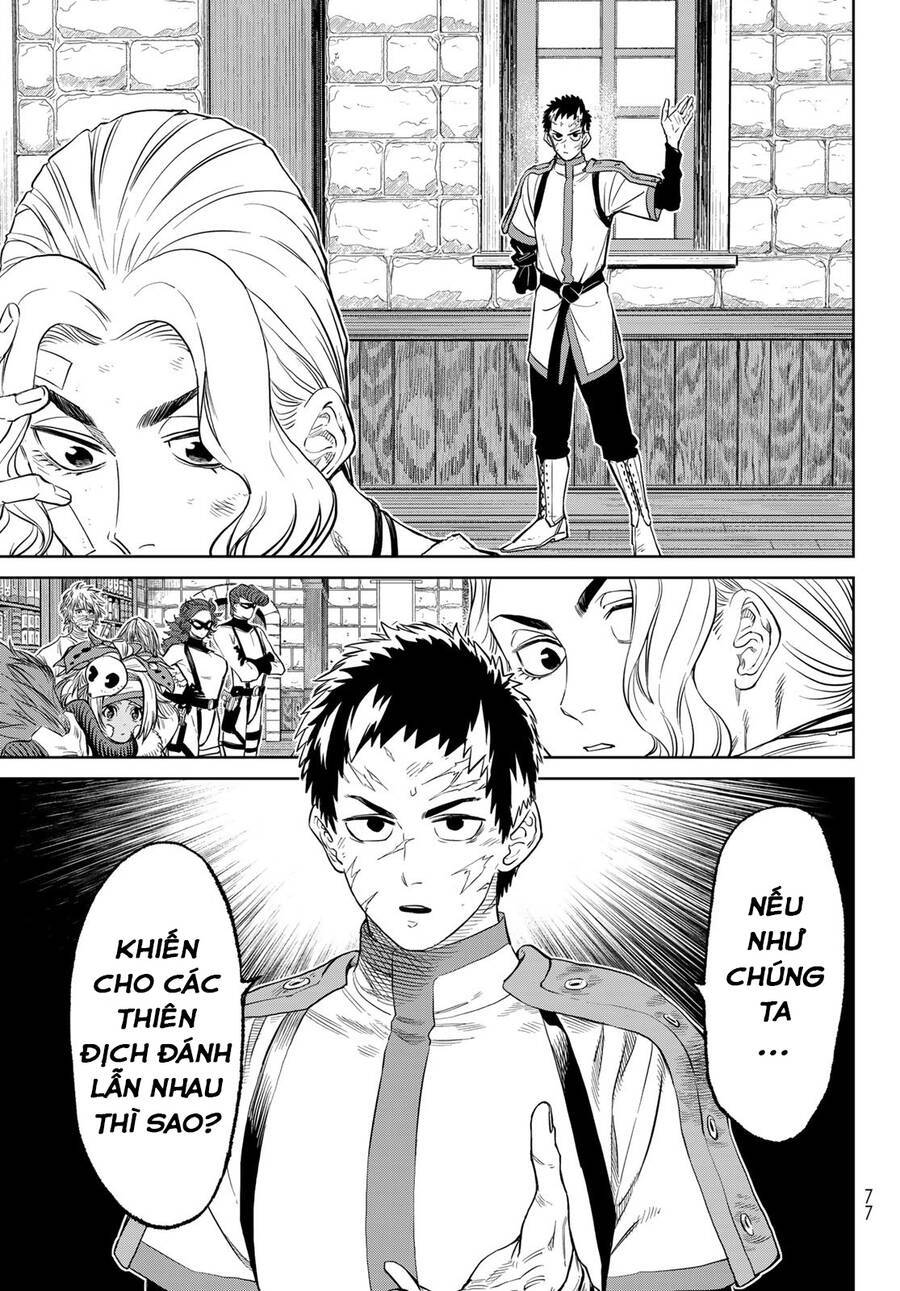 NẾU
NHƯ
CHÚNG
TA
...
KHIẾN
CHO CÁC
THIÊN
ĐỊCH ĐÁNH
LẪN NHAU
THÌ SAO?
77